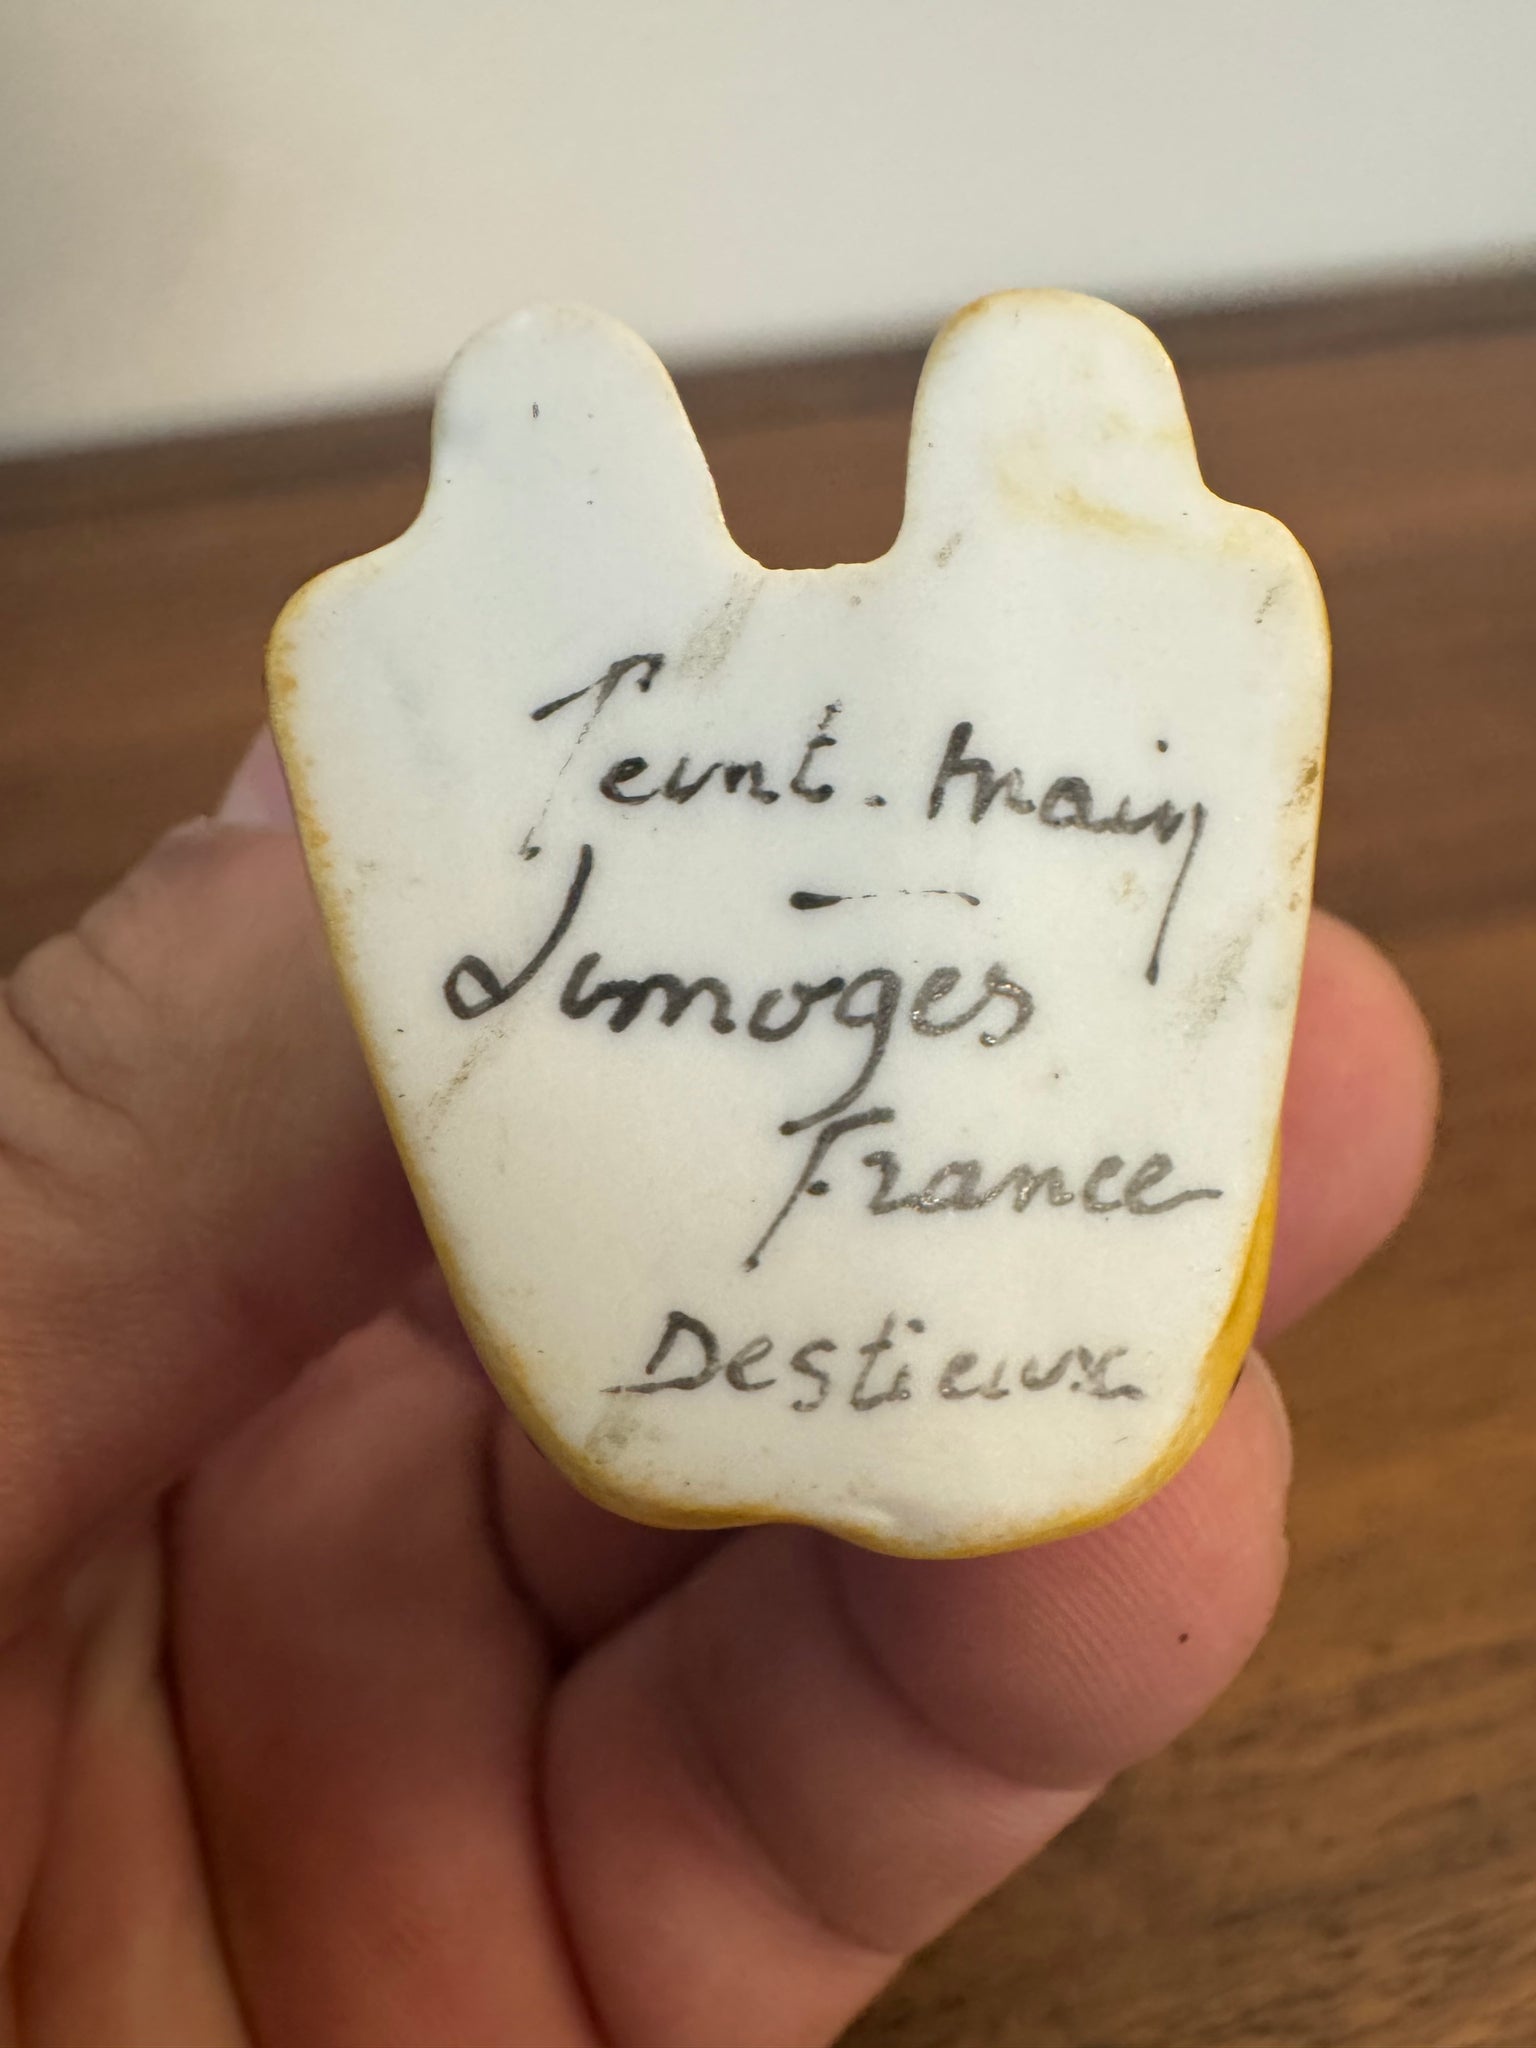 Peint. main
Limoges
France
Destieux